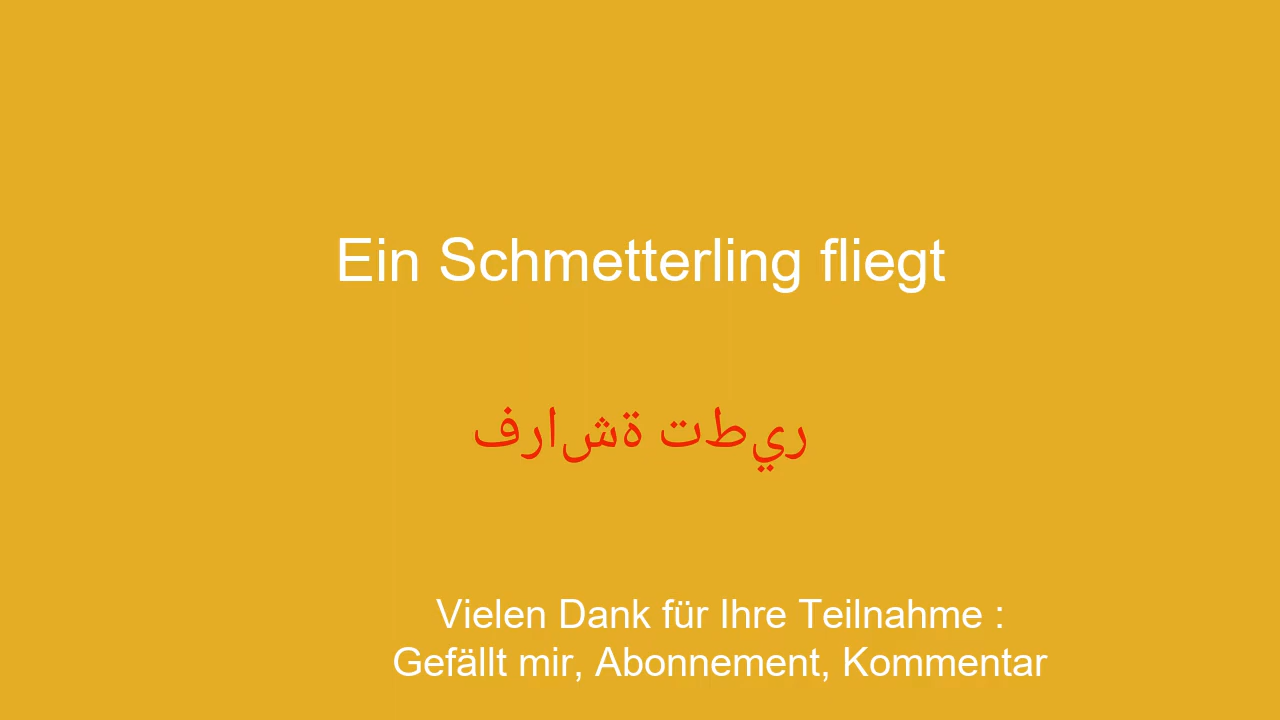 Ein Schmetterling fliegt
فراشة تطير
Vielen Dank für Ihre Teilnahme :
Gefällt mir, Abonnement, Kommentar